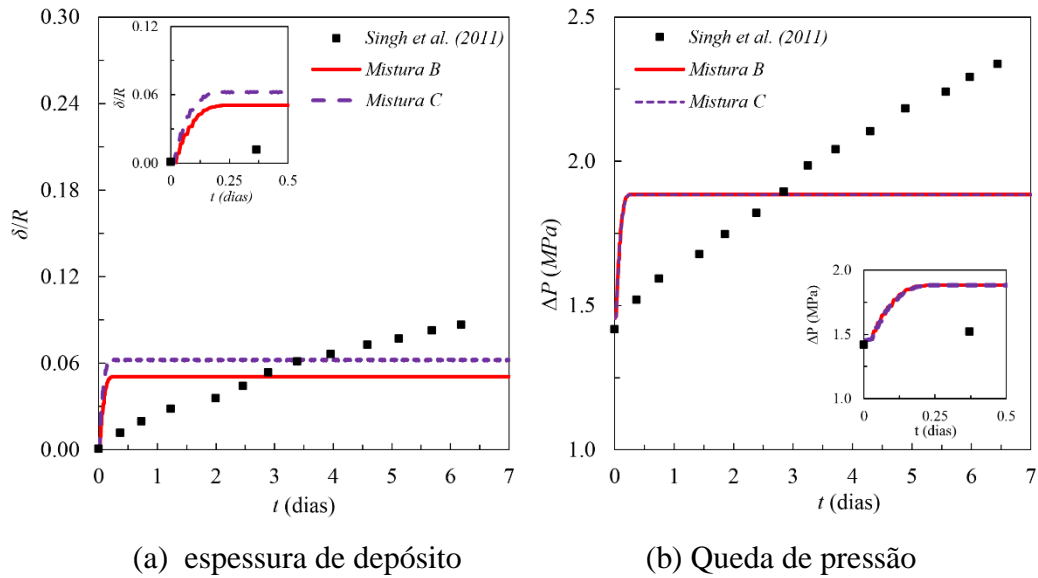 0.30
0.24
0.18
0.12
0.06
0.00
δ/R
0
1
2
3
4
5
6
7
t (dias)
Singh et al. (2011)
Mistura B
Mistura C
0.12
0.06
0.00
δ/R
0
0.25
0.5
t (dias)
(a) espessura de depósito
2.5
2.0
1.5
1.0
ΔP (MPa)
0
1
2
3
4
5
6
7
t (dias)
Singh et al. (2011)
Mistura B
Mistura C
2.0
1.5
1.0
ΔP (MPa)
0
0.25
0.5
t (dias)
(b) Queda de pressão